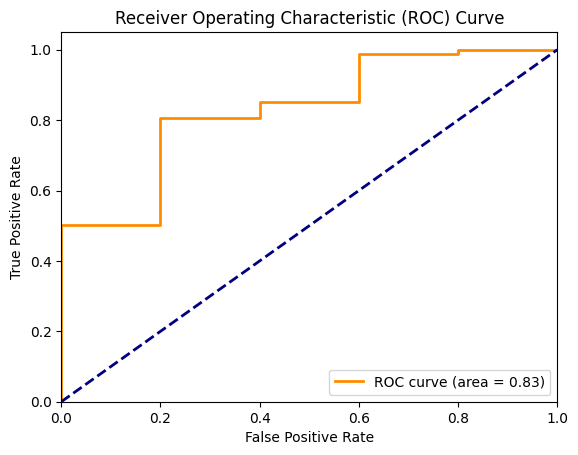 Receiver Operating Characteristic (ROC) Curve
1.0
0.8
0.6
0.4
0.2
0.0
True Positive Rate
ROC curve (area = 0.83)
0.0 0.2 0.4 0.6 0.8 1.0
False Positive Rate